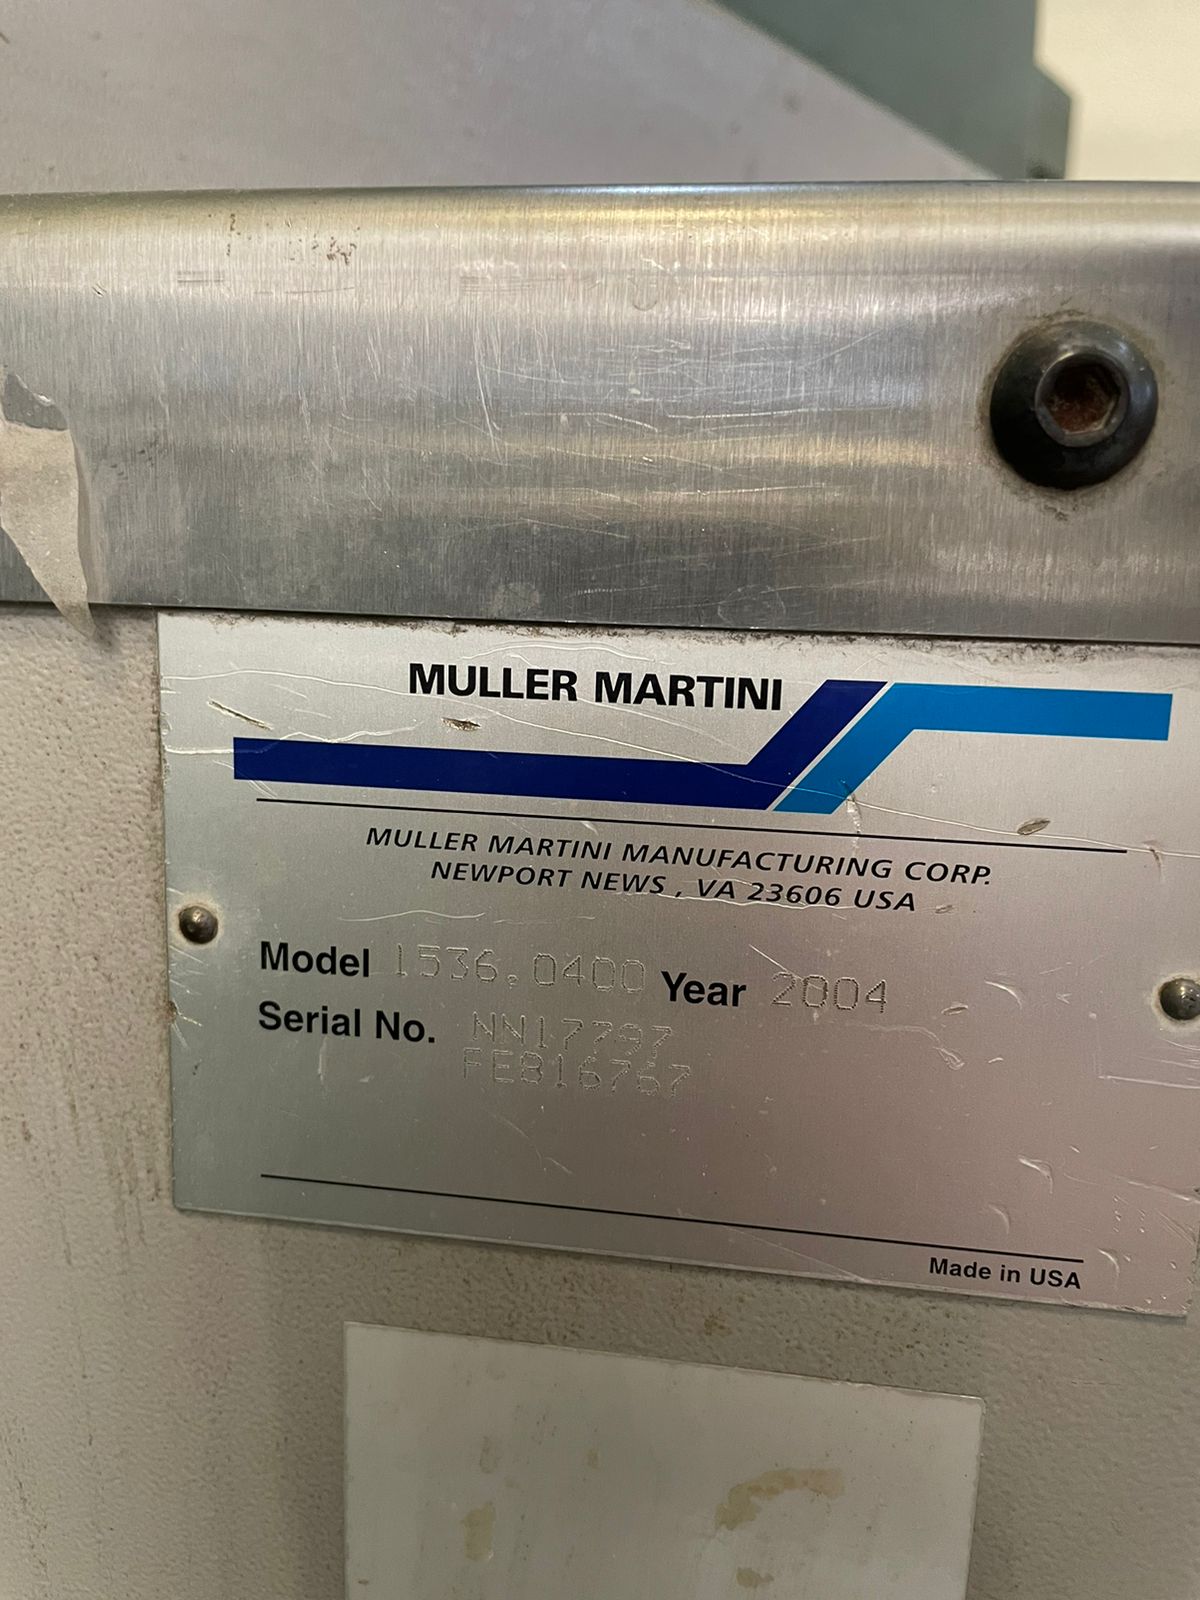 MULLER MARTINI
MULLER MARTINI MANUFACTURING CORP.
NEWPORT NEWS , VA 23606 USA
Model 1536.0400 Year 2004
Serial No. NN17797
FE816767
Made in USA